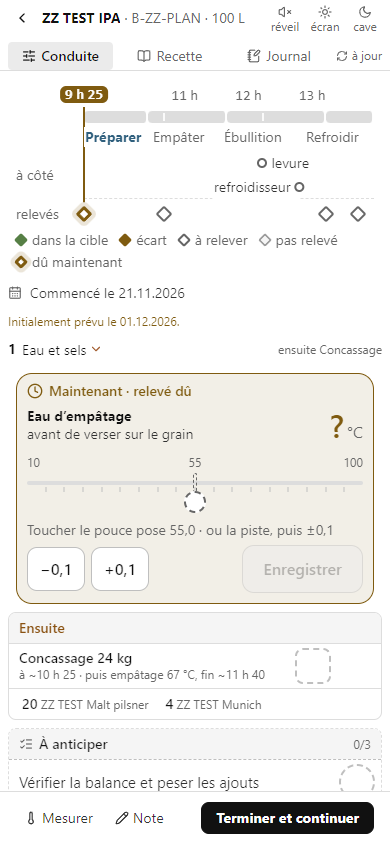 ZZ TEST IPA · B-ZZ-PLAN · 100 L
réveil écran cave
Conduite Recette Journal à jour
9 h 25 11 h 12 h 13 h
Préparer Empâter Ébullition Refroidir
levure
à côté
refroidisseur
relevés
dans la cible écart à relever pas relevé
dû maintenant
Commencé le 21.11.2026
Initialement prévu le 01.12.2026.
1 Eau et sels ensuite Concassage
Maintenant · relevé dû
Eau d’empâtage
avant de verser sur le grain
? °C
10 55 100
Toucher le pouce pose 55,0 · ou la piste, puis ±0,1
−0,1 +0,1 Enregistrer
Ensuite
Concassage 24 kg
à ~10 h 25 · puis empâtage 67 °C, fin ~11 h 40
20 ZZ TEST Malt pilsner 4 ZZ TEST Munich
À anticiper 0/3
Vérifier la balance et peser les ajouts
Mesurer Note Terminer et continuer